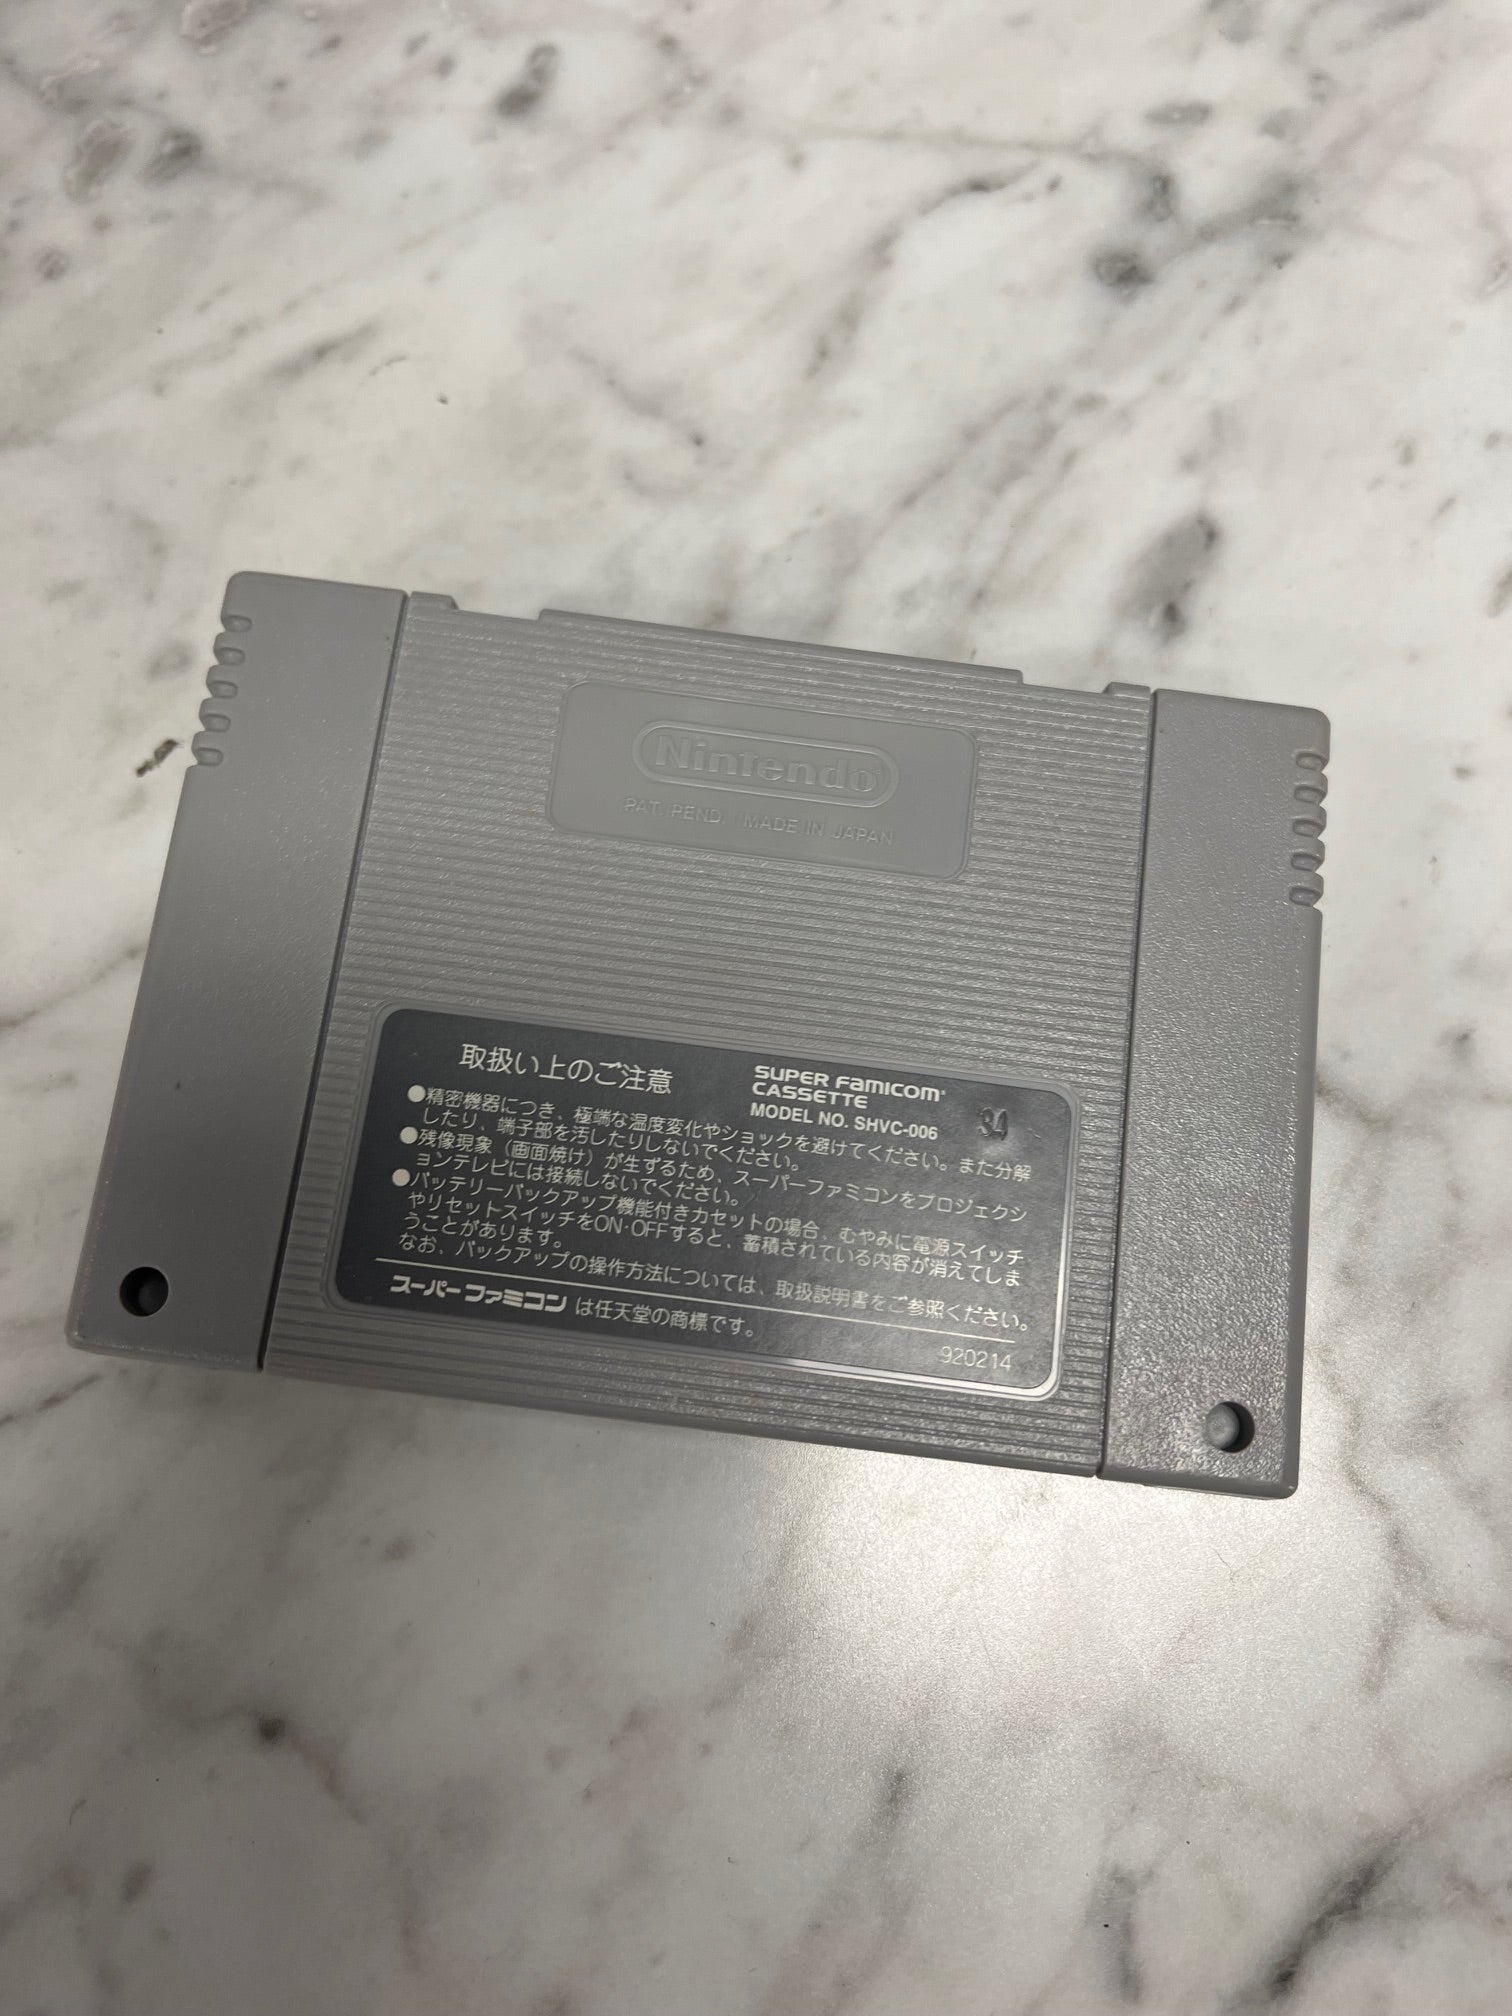 Nintendo
PAT. PEND. MADE IN JAPAN
取扱い上のご注意
SUPER FAMICOM
CASSETTE
MODEL NO. SHVC-006
34
●精密機器につき、極端な温度変化やショックを避けてください。また分解
したり、端子部を汚したりしないでください。
●残像現象（画面焼け）が生ずるため、スーパーファミコンをプロジェクシ
ョンテレビには接続しないでください。
●バッテリーバックアップ機能付きカセットの場合、むやみに電源スイッチ
やリセットスイッチをON・OFFすると、蓄積されている内容が消えてしま
うことがあります。
なお、バックアップの操作方法については、取扱説明書をご参照ください。
スーパーファミコンは任天堂の商標です。
920214